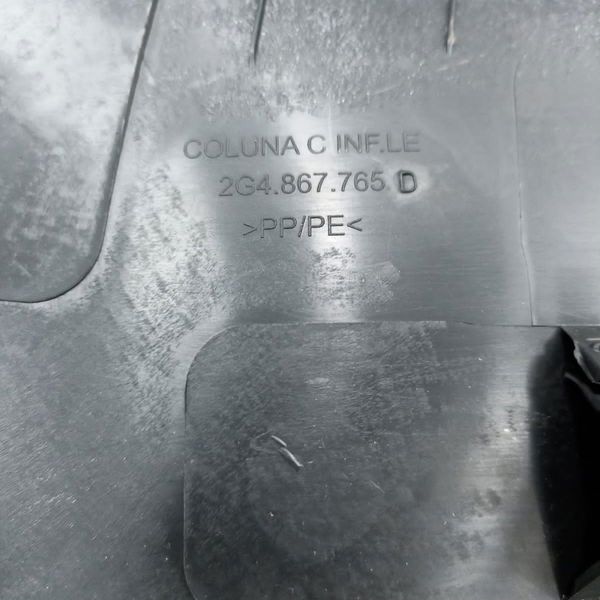 COLUNA C INF.LE
2G4.867.765 D
>PP/PE<